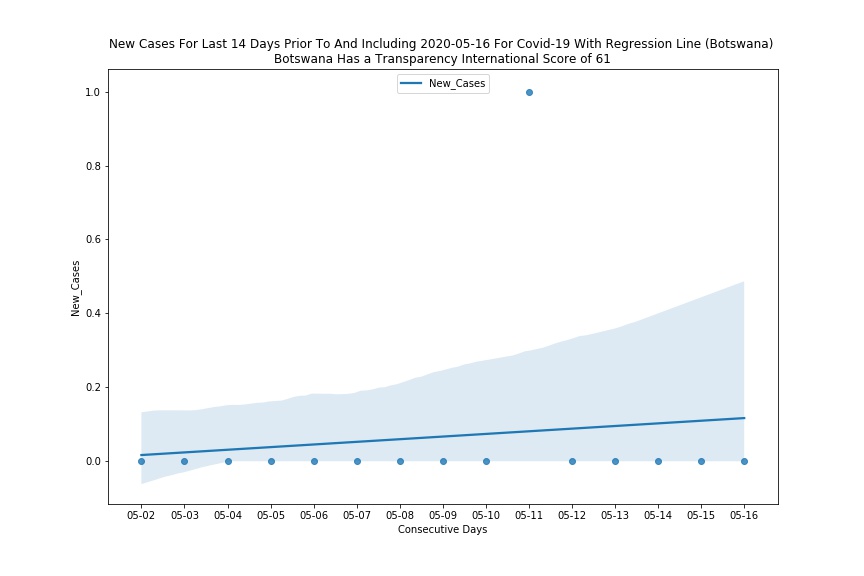 New Cases For Last 14 Days Prior To And Including 2020-05-16 For Covid-19 With Regression Line (Botswana)
Botswana Has a Transparency International Score of 61
New_Cases
1.0
0.8
0.6
0.4
0.2
0.0
New_Cases
05-02 05-03 05-04 05-05 05-06 05-07 05-08 05-09 05-10 05-11 05-12 05-13 05-14 05-15 05-16
Consecutive Days